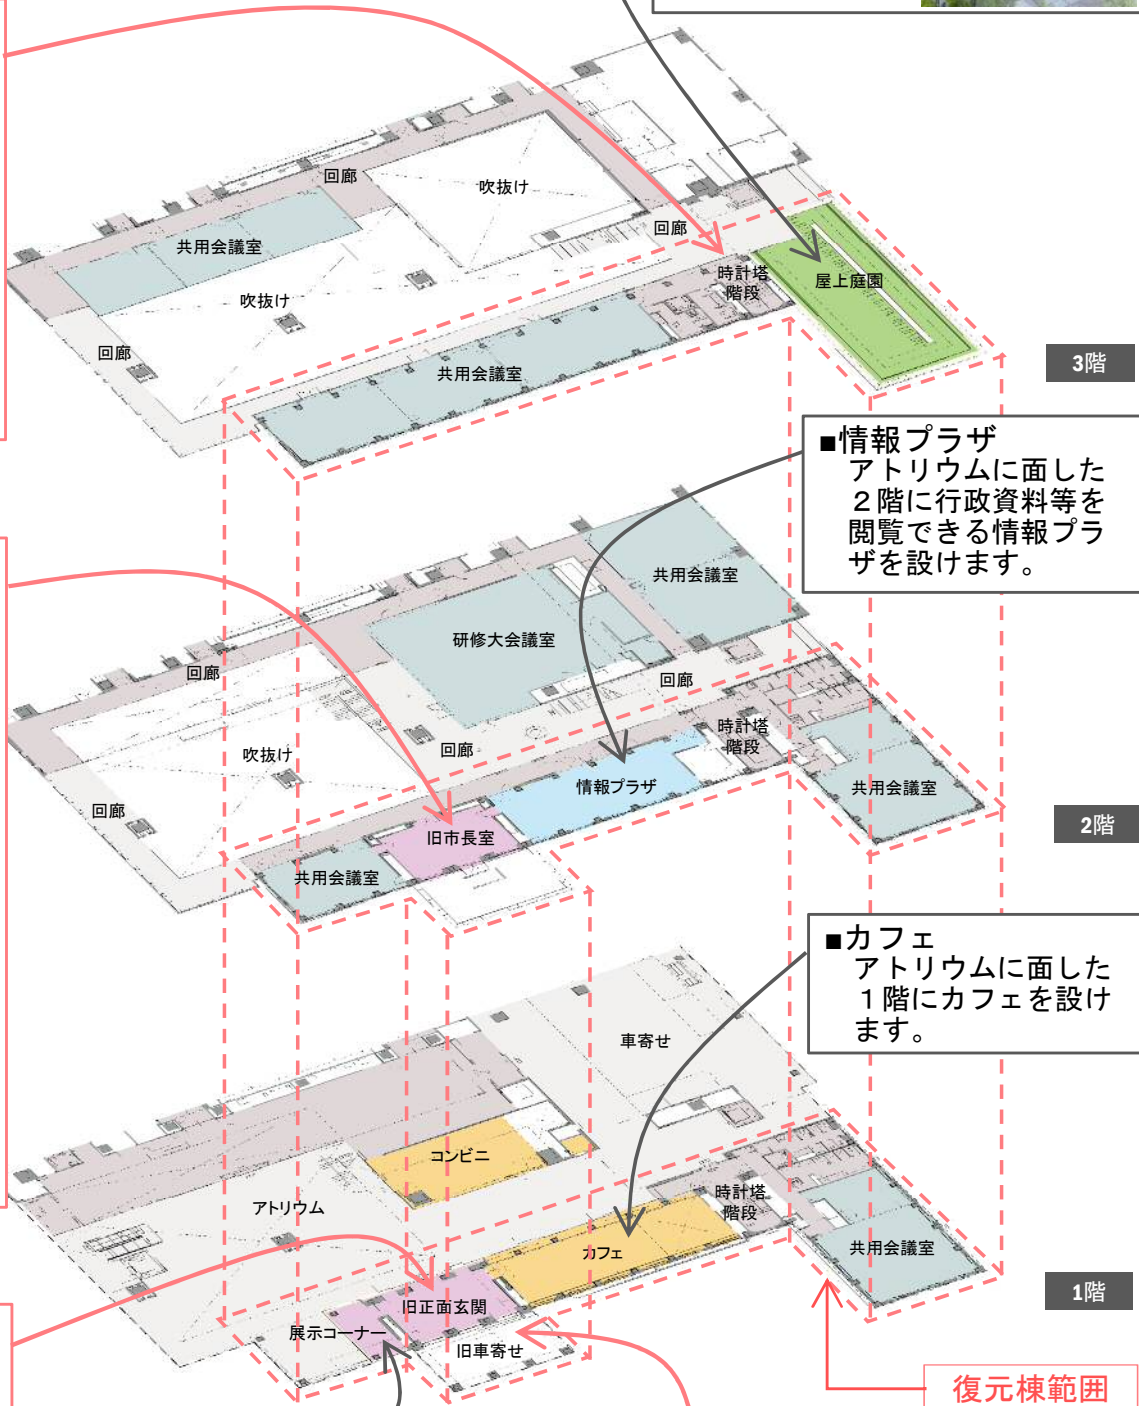 回廊
吹抜け
共用会議室
回廊
時計塔
階段
屋上庭園
吹抜け
回廊
共用会議室
3階
■情報プラザ
アトリウムに面した
２階に行政資料等を
閲覧できる情報プラ
ザを設けます。
共用会議室
研修大会議室
回廊
回廊
時計塔
階段
回廊
吹抜け
情報プラザ
共用会議室
回廊
旧市長室
2階
共用会議室
■カフェ
アトリウムに面した
１階にカフェを設け
ます。
車寄せ
コンビニ
時計塔
階段
アトリウム
カフェ
共用会議室
1階
旧正面玄関
展示コーナー
旧車寄せ
復元棟範囲